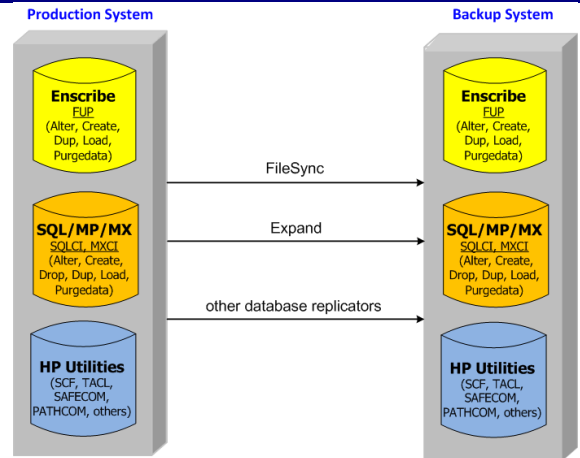 Production System
Backup System
Enscribe
FUP
(Alter, Create,
Dup, Load,
Purgedata)
SQL/MP/MX
SQLCI, MXCI
(Alter, Create,
Drop, Dup, Load,
Purgedata)
HP Utilities
(SCF, TACL,
SAFECOM,
PATHCOM, others)
FileSync
Expand
other database replicators
Enscribe
FUP
(Alter, Create,
Dup, Load,
Purgedata)
SQL/MP/MX
SQLCI, MXCI
(Alter, Create,
Drop, Dup, Load,
Purgedata)
HP Utilities
(SCF, TACL,
SAFECOM,
PATHCOM, others)